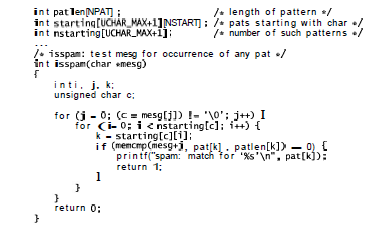 int patlen[NPAT] ; /* length of pattern */
int starting[UCHAR_MAX+1][NSTART] ; /* pats starting with char */
int nstarting[UCHAR_MAX+1]; /* number of such patterns */
...
/* isspam: test mesg for occurrence of any pat */
int isspam(char *mesg)
{
int i, j, k;
unsigned char c;
for (j = 0; (c = mesg[j]) != '\0'; j++) I
for (i= 0; i < nstarting[c]; i++) {
k = starting[c][i];
if (memcmp(mesg+j, pat[k] , patlen[k]) == 0) {
printf("spam: match for '%s'\n", pat[k]);
return 1;
}
}
}
return 0;
}